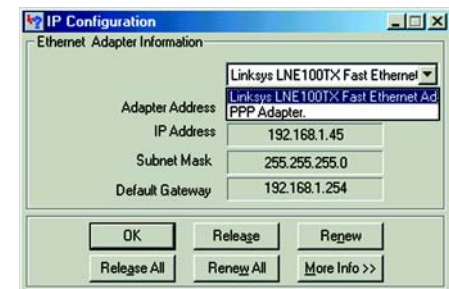 IP Configuration
Ethernet Adapter Information
Linksys LNE100TX Fast Ethernet
Linksys LNE100TX Fast Ethernet Ad
Adapter Address
PPP Adapter.
IP Address 192.168.1.45
Subnet Mask 255.255.255.0
Default Gateway 192.168.1.254
OK Release Renew
Release All Renew All More Info >>